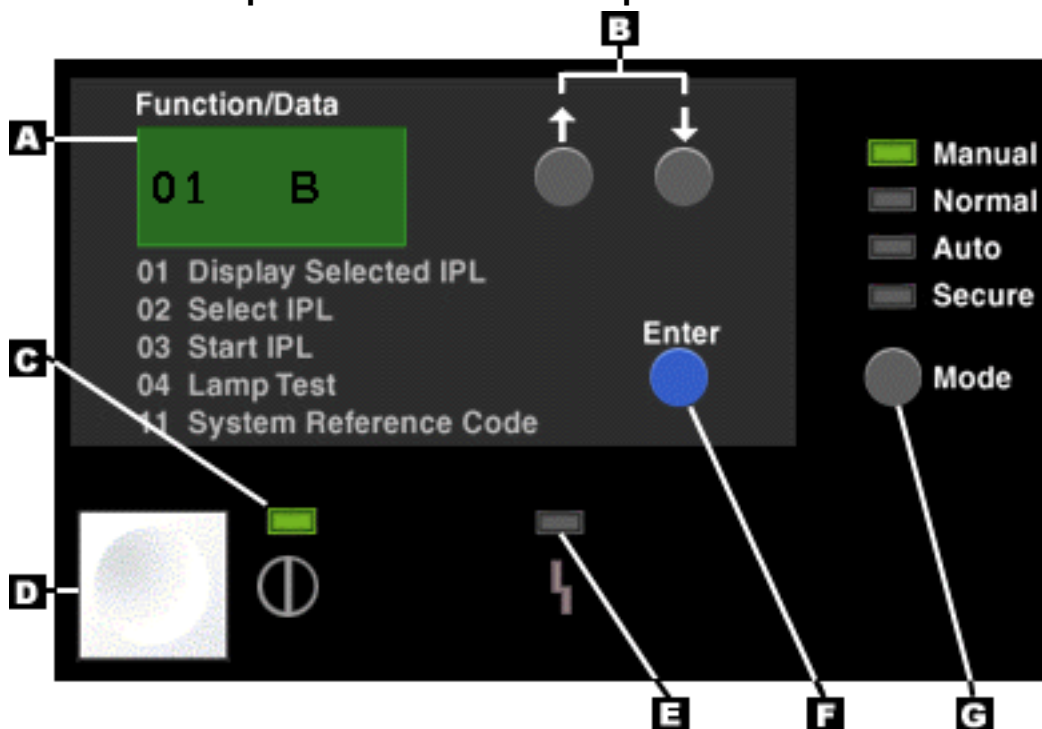 B
Function/Data
A
Manual
01 B
Normal
Auto
01 Display Selected IPL
Secure
02 Select IPL
Enter
03 Start IPL
C
04 Lamp Test
Mode
11 System Reference Code
D
E
F
G